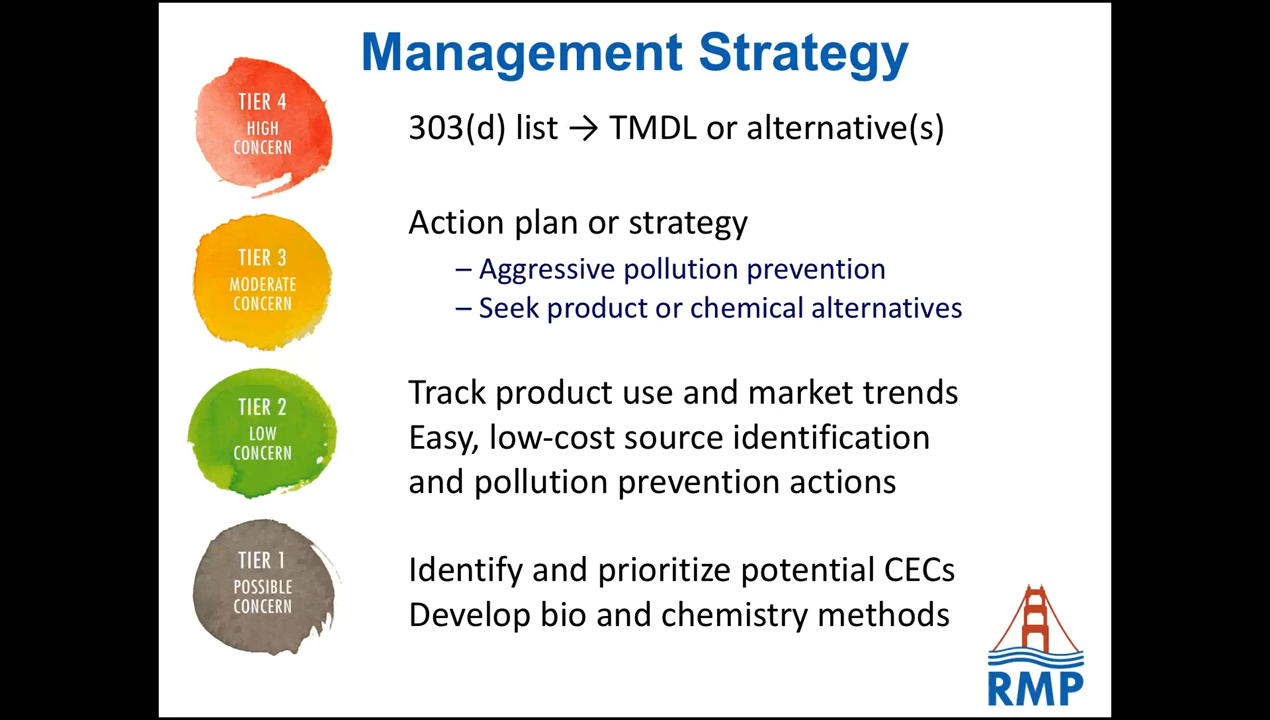 Management Strategy
TIER 4
HIGH
CONCERN
303(d) list → TMDL or alternative(s)
TIER 3
MODERATE
CONCERN
Action plan or strategy
– Aggressive pollution prevention
– Seek product or chemical alternatives
TIER 2
LOW
CONCERN
Track product use and market trends
Easy, low-cost source identification
and pollution prevention actions
TIER 1
POSSIBLE
CONCERN
Identify and prioritize potential CECs
Develop bio and chemistry methods
RMP